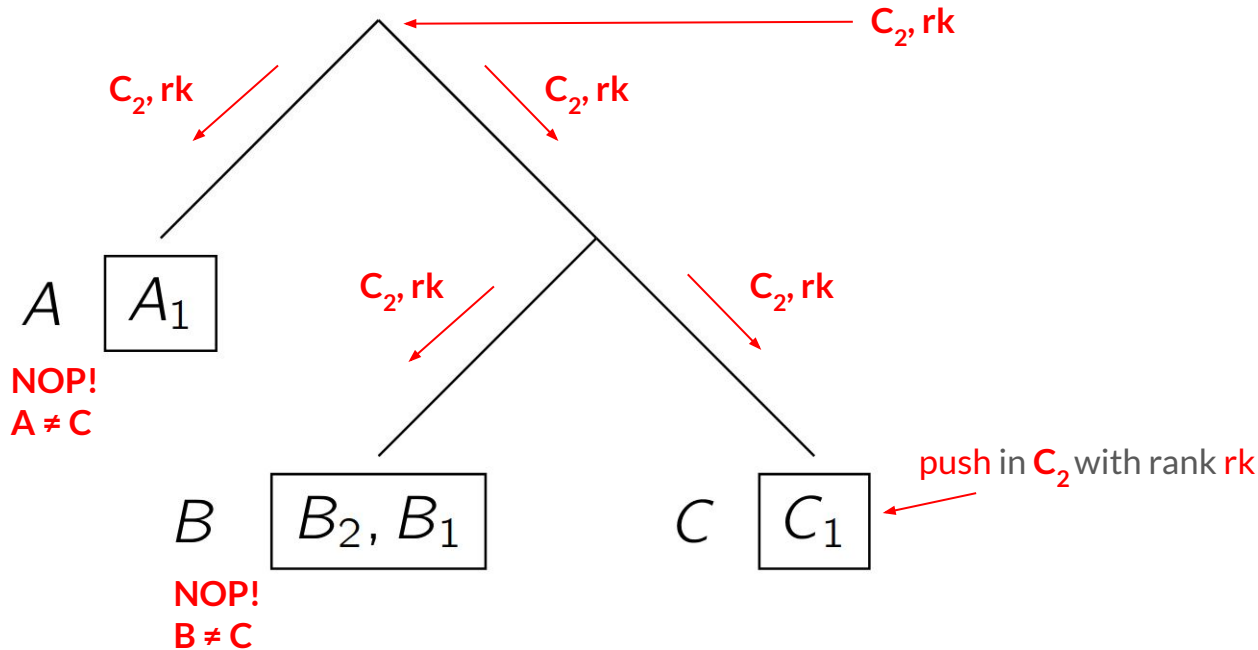 C₂, rk
C₂, rk
C₂, rk
C₂, rk
C₂, rk
A
A₁
NOP!
A ≠ C
push in C₂ with rank rk
B
B₂, B₁
C
C₁
NOP!
B ≠ C